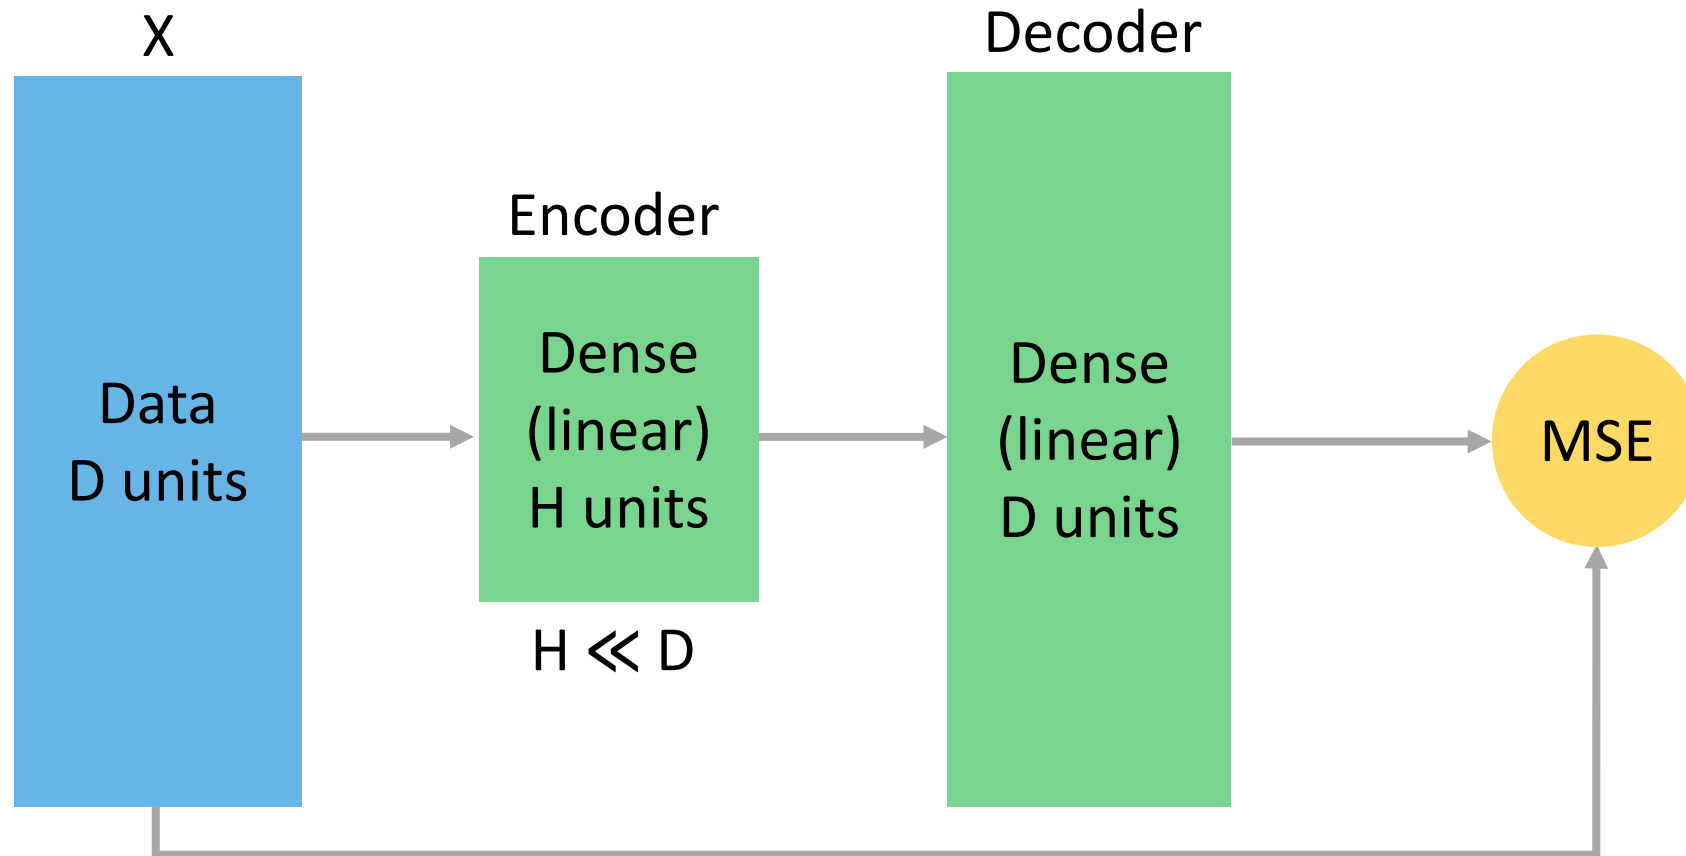 X
Data
D units
Encoder
Dense
(linear)
H units
H ≪ D
Decoder
Dense
(linear)
D units
MSE